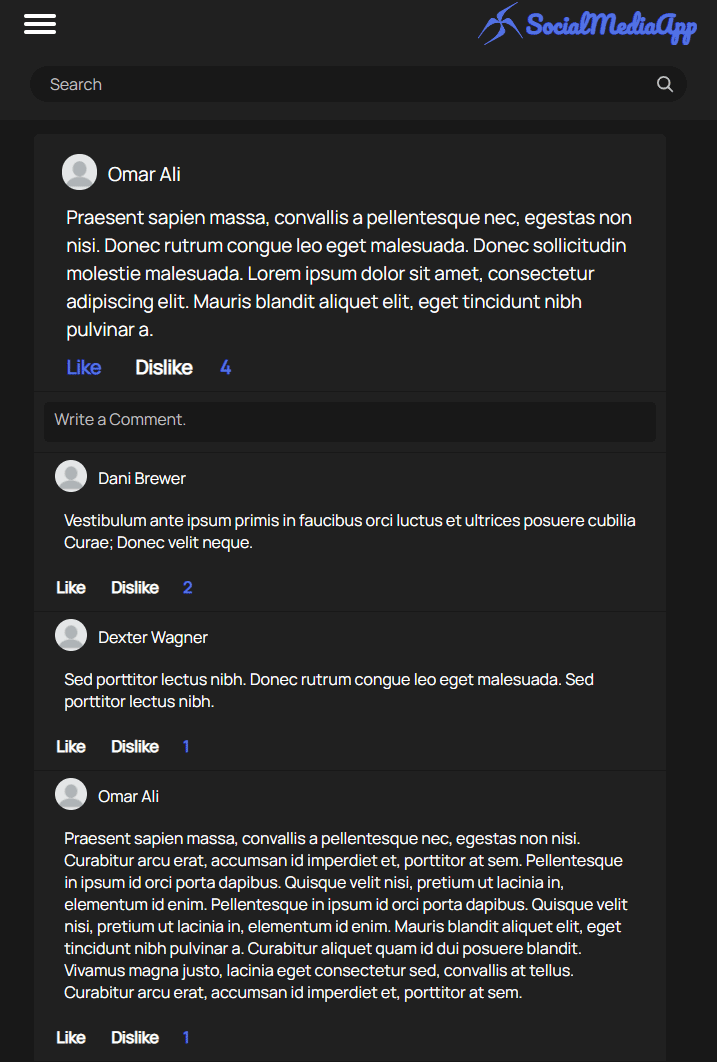 SocialMediaApp
Search
Omar Ali
Praesent sapien massa, convallis a pellentesque nec, egestas non
nisi. Donec rutrum congue leo eget malesuada. Donec sollicitudin
molestie malesuada. Lorem ipsum dolor sit amet, consectetur
adipiscing elit. Mauris blandit aliquet elit, eget tincidunt nibh
pulvinar a.
Like Dislike 4
Write a Comment.
Dani Brewer
Vestibulum ante ipsum primis in faucibus orci luctus et ultrices posuere cubilia
Curae; Donec velit neque.
Like Dislike 2
Dexter Wagner
Sed porttitor lectus nibh. Donec rutrum congue leo eget malesuada. Sed
porttitor lectus nibh.
Like Dislike 1
Omar Ali
Praesent sapien massa, convallis a pellentesque nec, egestas non nisi.
Curabitur arcu erat, accumsan id imperdiet et, porttitor at sem. Pellentesque
in ipsum id orci porta dapibus. Quisque velit nisi, pretium ut lacinia in,
elementum id enim. Pellentesque in ipsum id orci porta dapibus. Quisque velit
nisi, pretium ut lacinia in, elementum id enim. Mauris blandit aliquet elit, eget
tincidunt nibh pulvinar a. Curabitur aliquet quam id dui posuere blandit.
Vivamus magna justo, lacinia eget consectetur sed, convallis at tellus.
Curabitur arcu erat, accumsan id imperdiet et, porttitor at sem.
Like Dislike 1